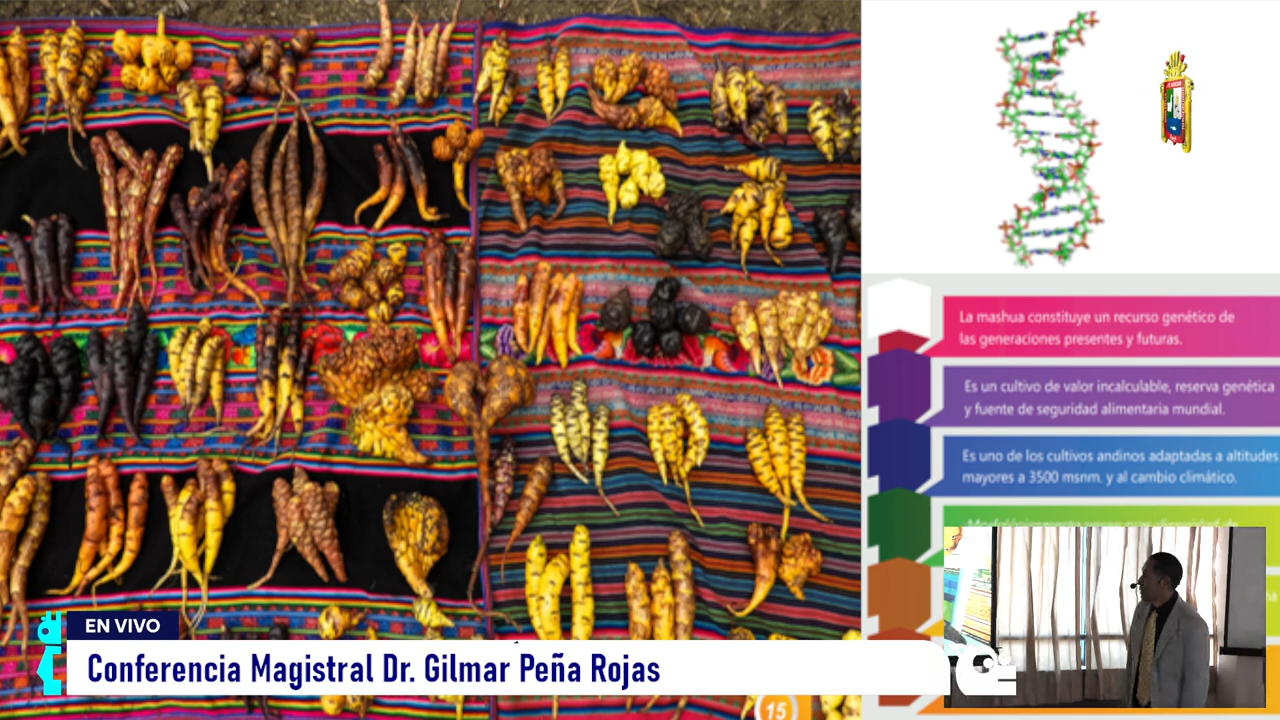 La mashua constituye un recurso genético de
las generaciones presentes y futuras.
Es un cultivo de valor incalculable, reserva genética
y fuente de seguridad alimentaria mundial.
Es uno de los cultivos andinos adaptadas a altitudes
mayores a 3500 msnm. y al cambio climático.
EN VIVO
Conferencia Magistral Dr. Gilmar Peña Rojas
15